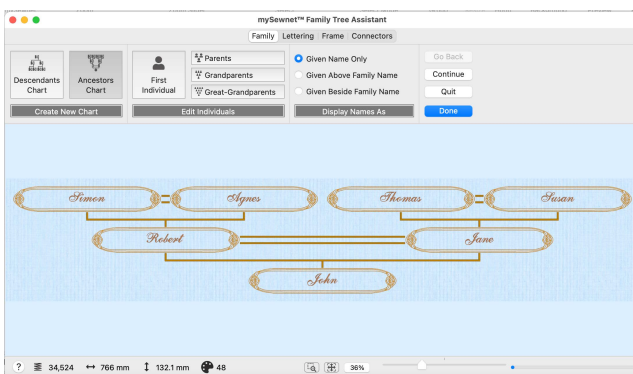 mySewnet™ Family Tree Assistant
Family Lettering Frame Connectors
Descendants Chart
Ancestors Chart
Create New Chart
First Individual
Parents
Grandparents
Great-Grandparents
Edit Individuals
Given Name Only
Given Above Family Name
Given Beside Family Name
Display Names As
Go Back
Continue
Quit
Done
Simon Agnes Thomas Susan
Robert Jane
John
? 34,524 766 mm 132.1 mm 48 36%